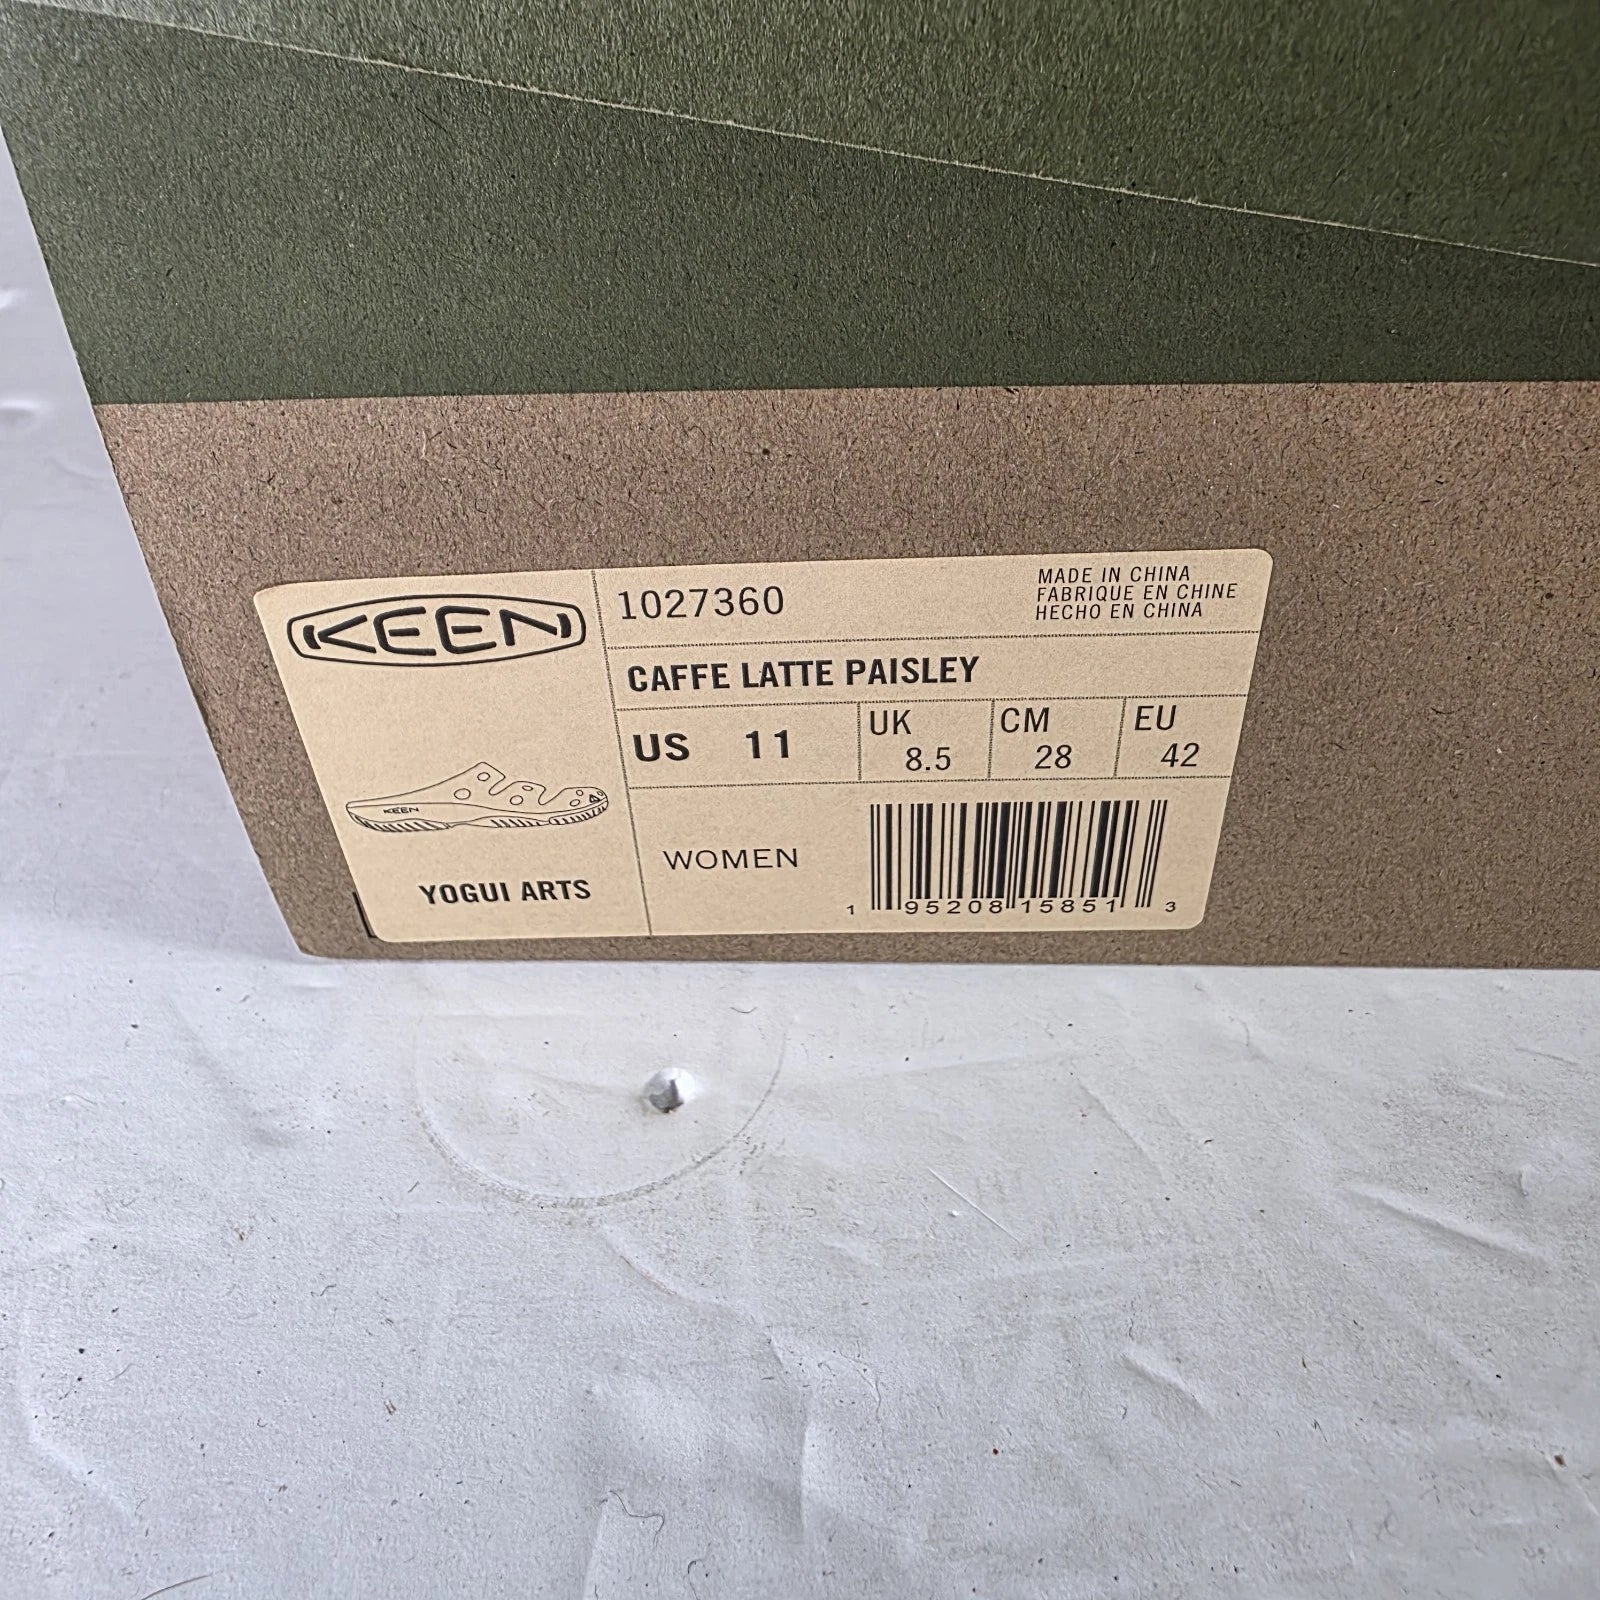 KEEN
1027360
MADE IN CHINA
FABRIQUE EN CHINE
HECHO EN CHINA
CAFFE LATTE PAISLEY
US 11
UK 8.5
CM 28
EU 42
KEEN
YOGUI ARTS
WOMEN
1 95208 15851 3